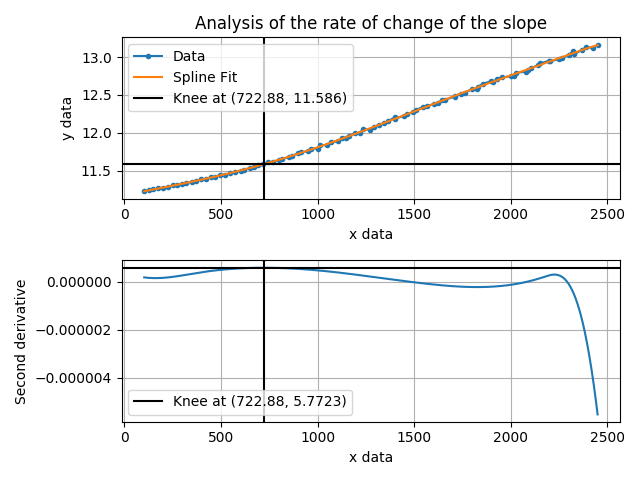 Analysis of the rate of change of the slope
Data
Spline Fit
Knee at (722.88, 11.586)
13.0
12.5
12.0
11.5
y data
0 500 1000 1500 2000 2500
x data
0.000000
−0.000002
−0.000004
Second derivative
Knee at (722.88, 5.7723)
0 500 1000 1500 2000 2500
x data